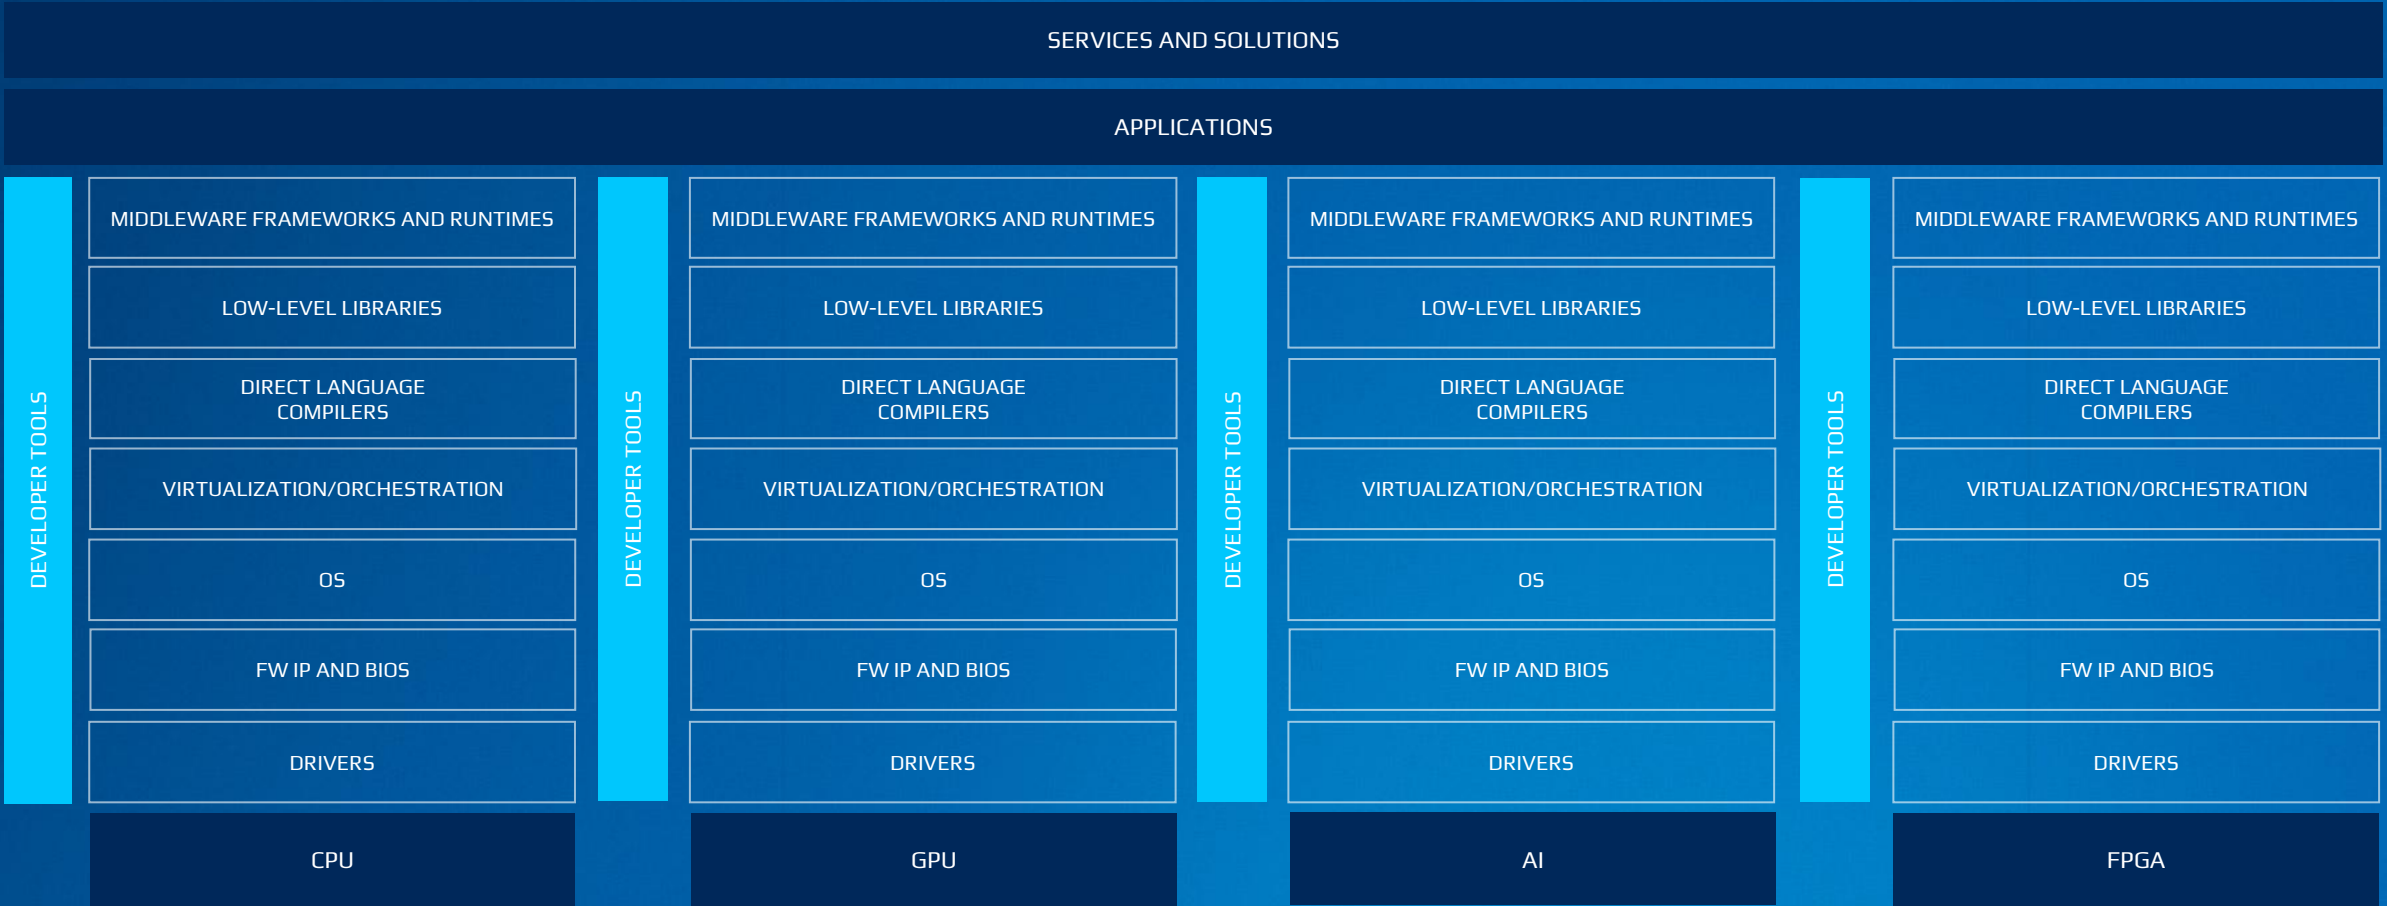 SERVICES AND SOLUTIONS
APPLICATIONS
DEVELOPER TOOLS
MIDDLEWARE FRAMEWORKS AND RUNTIMES
LOW-LEVEL LIBRARIES
DIRECT LANGUAGE
COMPILERS
VIRTUALIZATION/ORCHESTRATION
OS
FW IP AND BIOS
DRIVERS
CPU
DEVELOPER TOOLS
MIDDLEWARE FRAMEWORKS AND RUNTIMES
LOW-LEVEL LIBRARIES
DIRECT LANGUAGE
COMPILERS
VIRTUALIZATION/ORCHESTRATION
OS
FW IP AND BIOS
DRIVERS
GPU
DEVELOPER TOOLS
MIDDLEWARE FRAMEWORKS AND RUNTIMES
LOW-LEVEL LIBRARIES
DIRECT LANGUAGE
COMPILERS
VIRTUALIZATION/ORCHESTRATION
OS
FW IP AND BIOS
DRIVERS
AI
DEVELOPER TOOLS
MIDDLEWARE FRAMEWORKS AND RUNTIMES
LOW-LEVEL LIBRARIES
DIRECT LANGUAGE
COMPILERS
VIRTUALIZATION/ORCHESTRATION
OS
FW IP AND BIOS
DRIVERS
FPGA